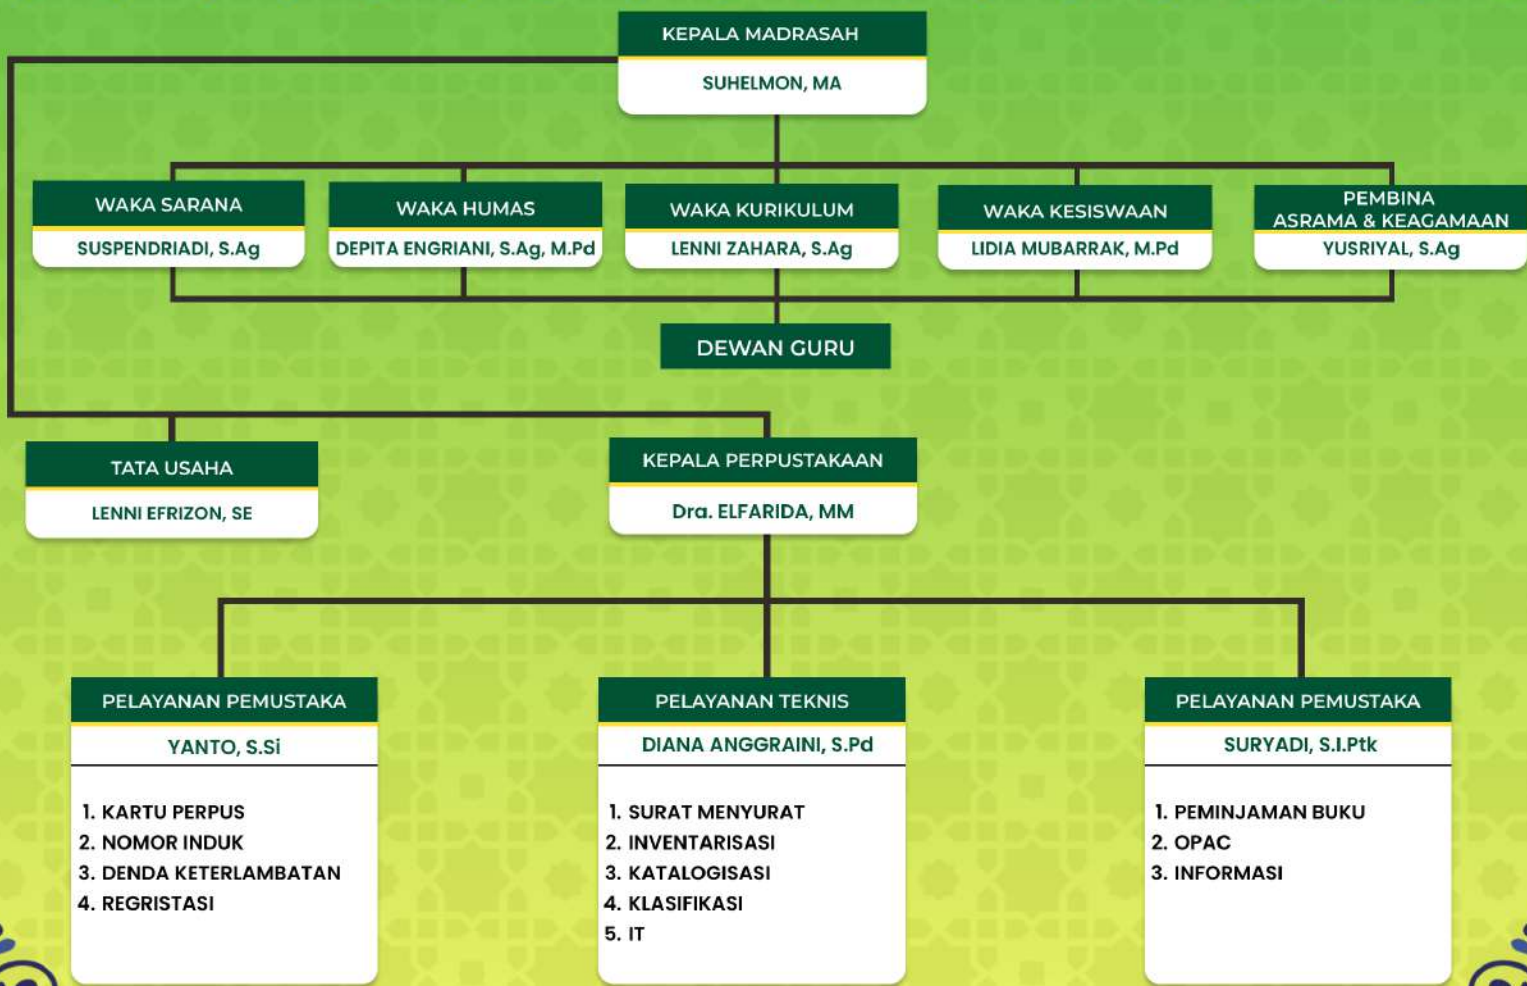 KEPALA MADRASAH
SUHELMON, MA
WAKA SARANA
SUSPENDRIADI, S.Ag
WAKA HUMAS
DEPITA ENGRIANI, S.Ag, M.Pd
WAKA KURIKULUM
LENNI ZAHARA, S.Ag
WAKA KESISWAAN
LIDIA MUBARRAK, M.Pd
PEMBINA
ASRAMA & KEAGAMAAN
YUSRIYAL, S.Ag
DEWAN GURU
TATA USAHA
LENNI EFRIZON, SE
KEPALA PERPUSTAKAAN
Dra. ELFARIDA, MM
PELAYANAN PEMUSTAKA
YANTO, S.Si
1. KARTU PERPUS
2. NOMOR INDUK
3. DENDA KETERLAMBATAN
4. REGRISTASI
PELAYANAN TEKNIS
DIANA ANGGRAINI, S.Pd
1. SURAT MENYURAT
2. INVENTARISASI
3. KATALOGISASI
4. KLASIFIKASI
5. IT
PELAYANAN PEMUSTAKA
SURYADI, S.I.Ptk
1. PEMINJAMAN BUKU
2. OPAC
3. INFORMASI